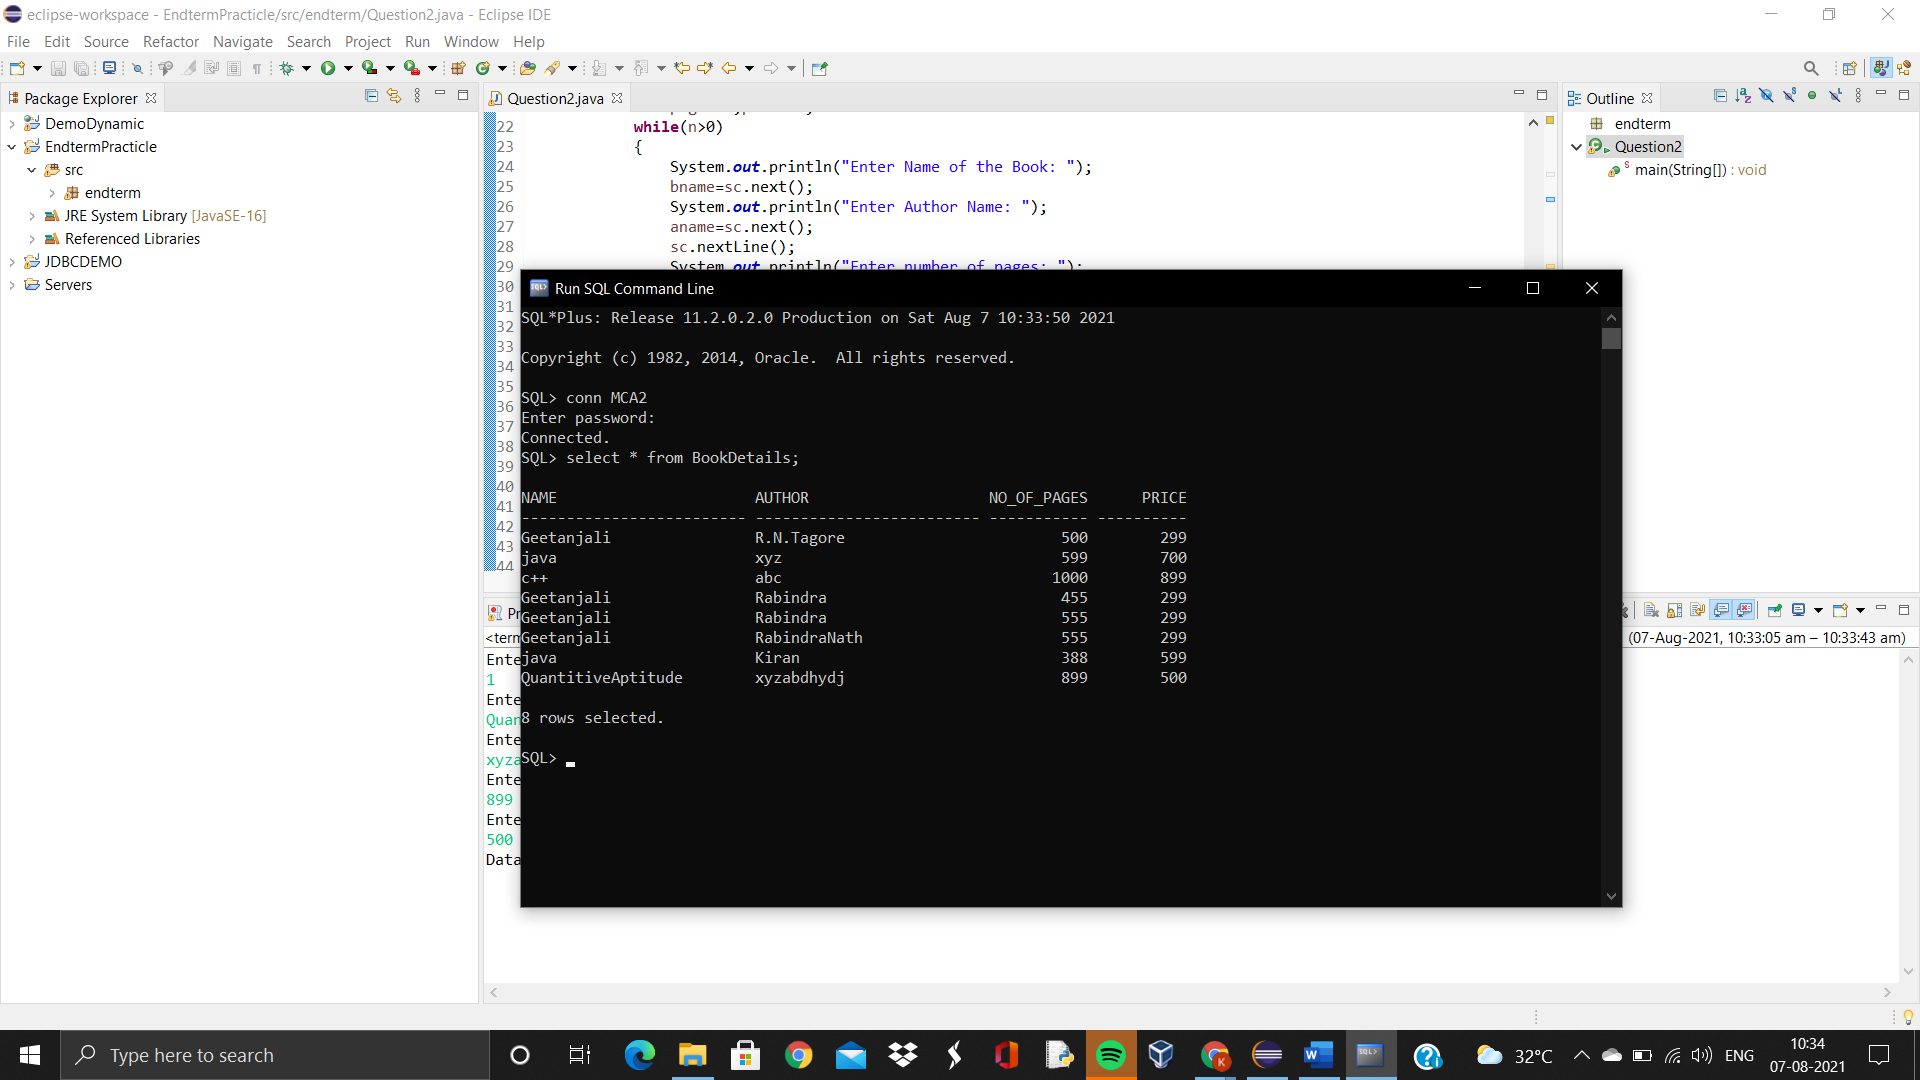 eclipse-workspace - EndtermPracticle/src/endterm/Question2.java - Eclipse IDE
File Edit Source Refactor Navigate Search Project Run Window Help
Package Explorer
DemoDynamic
EndtermPracticle
src
endterm
JRE System Library [JavaSE-16]
Referenced Libraries
JDBCDEMO
Servers
Question2.java
22 while(n>0)
23 {
24 System.out.println("Enter Name of the Book: ");
25 bname=sc.next();
26 System.out.println("Enter Author Name: ");
27 aname=sc.next();
28 sc.nextLine();
29 System.out.println("Enter number of pages: ");
30
31
32
33
34
35
36
37
38
39
40
41
42
43
44
Outline
endterm
Question2
main(String[]) : void
Run SQL Command Line
SQL*Plus: Release 11.2.0.2.0 Production on Sat Aug 7 10:33:50 2021
Copyright (c) 1982, 2014, Oracle.  All rights reserved.
SQL> conn MCA2
Enter password:
Connected.
SQL> select * from BookDetails;
NAME AUTHOR NO_OF_PAGES PRICE
------------------------- ------------------------- ----------- ----------
Geetanjali R.N.Tagore 500 299
java xyz 599 700
c++ abc 1000 899
Geetanjali Rabindra 455 299
Geetanjali Rabindra 555 299
Geetanjali RabindraNath 555 299
java Kiran 388 599
QuantitiveAptitude xyzabdhydj 899 500
8 rows selected.
SQL>
Pr
<tern
(07-Aug-2021, 10:33:05 am – 10:33:43 am)
Ente
1
Ente
Quan
Ente
xyza
Ente
899
Ente
500
Data
Type here to search
32°C
ENG
10:34
07-08-2021